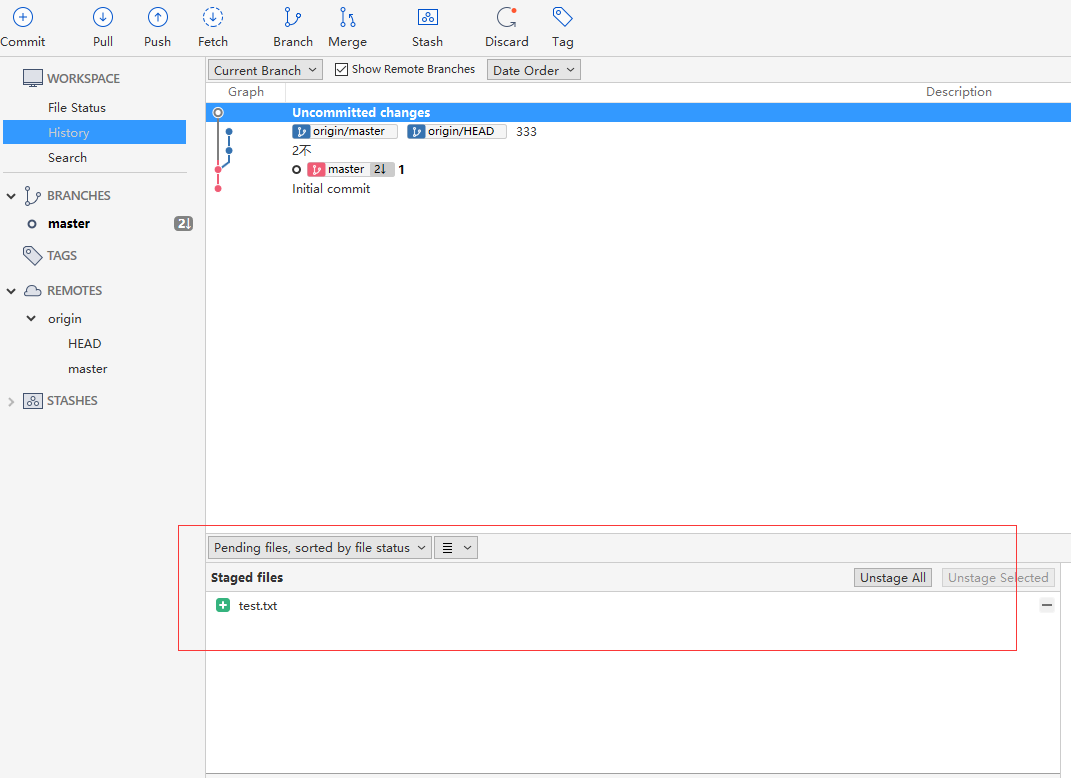 Commit Pull Push Fetch Branch Merge Stash Discard Tag
WORKSPACE
File Status
History
Search
BRANCHES
master 2↓
TAGS
REMOTES
origin
HEAD
master
STASHES
Current Branch Show Remote Branches Date Order
Graph Description
Uncommitted changes
origin/master origin/HEAD 333
2不
master 2↓ 1
Initial commit
Pending files, sorted by file status
Staged files Unstage All Unstage Selected
test.txt